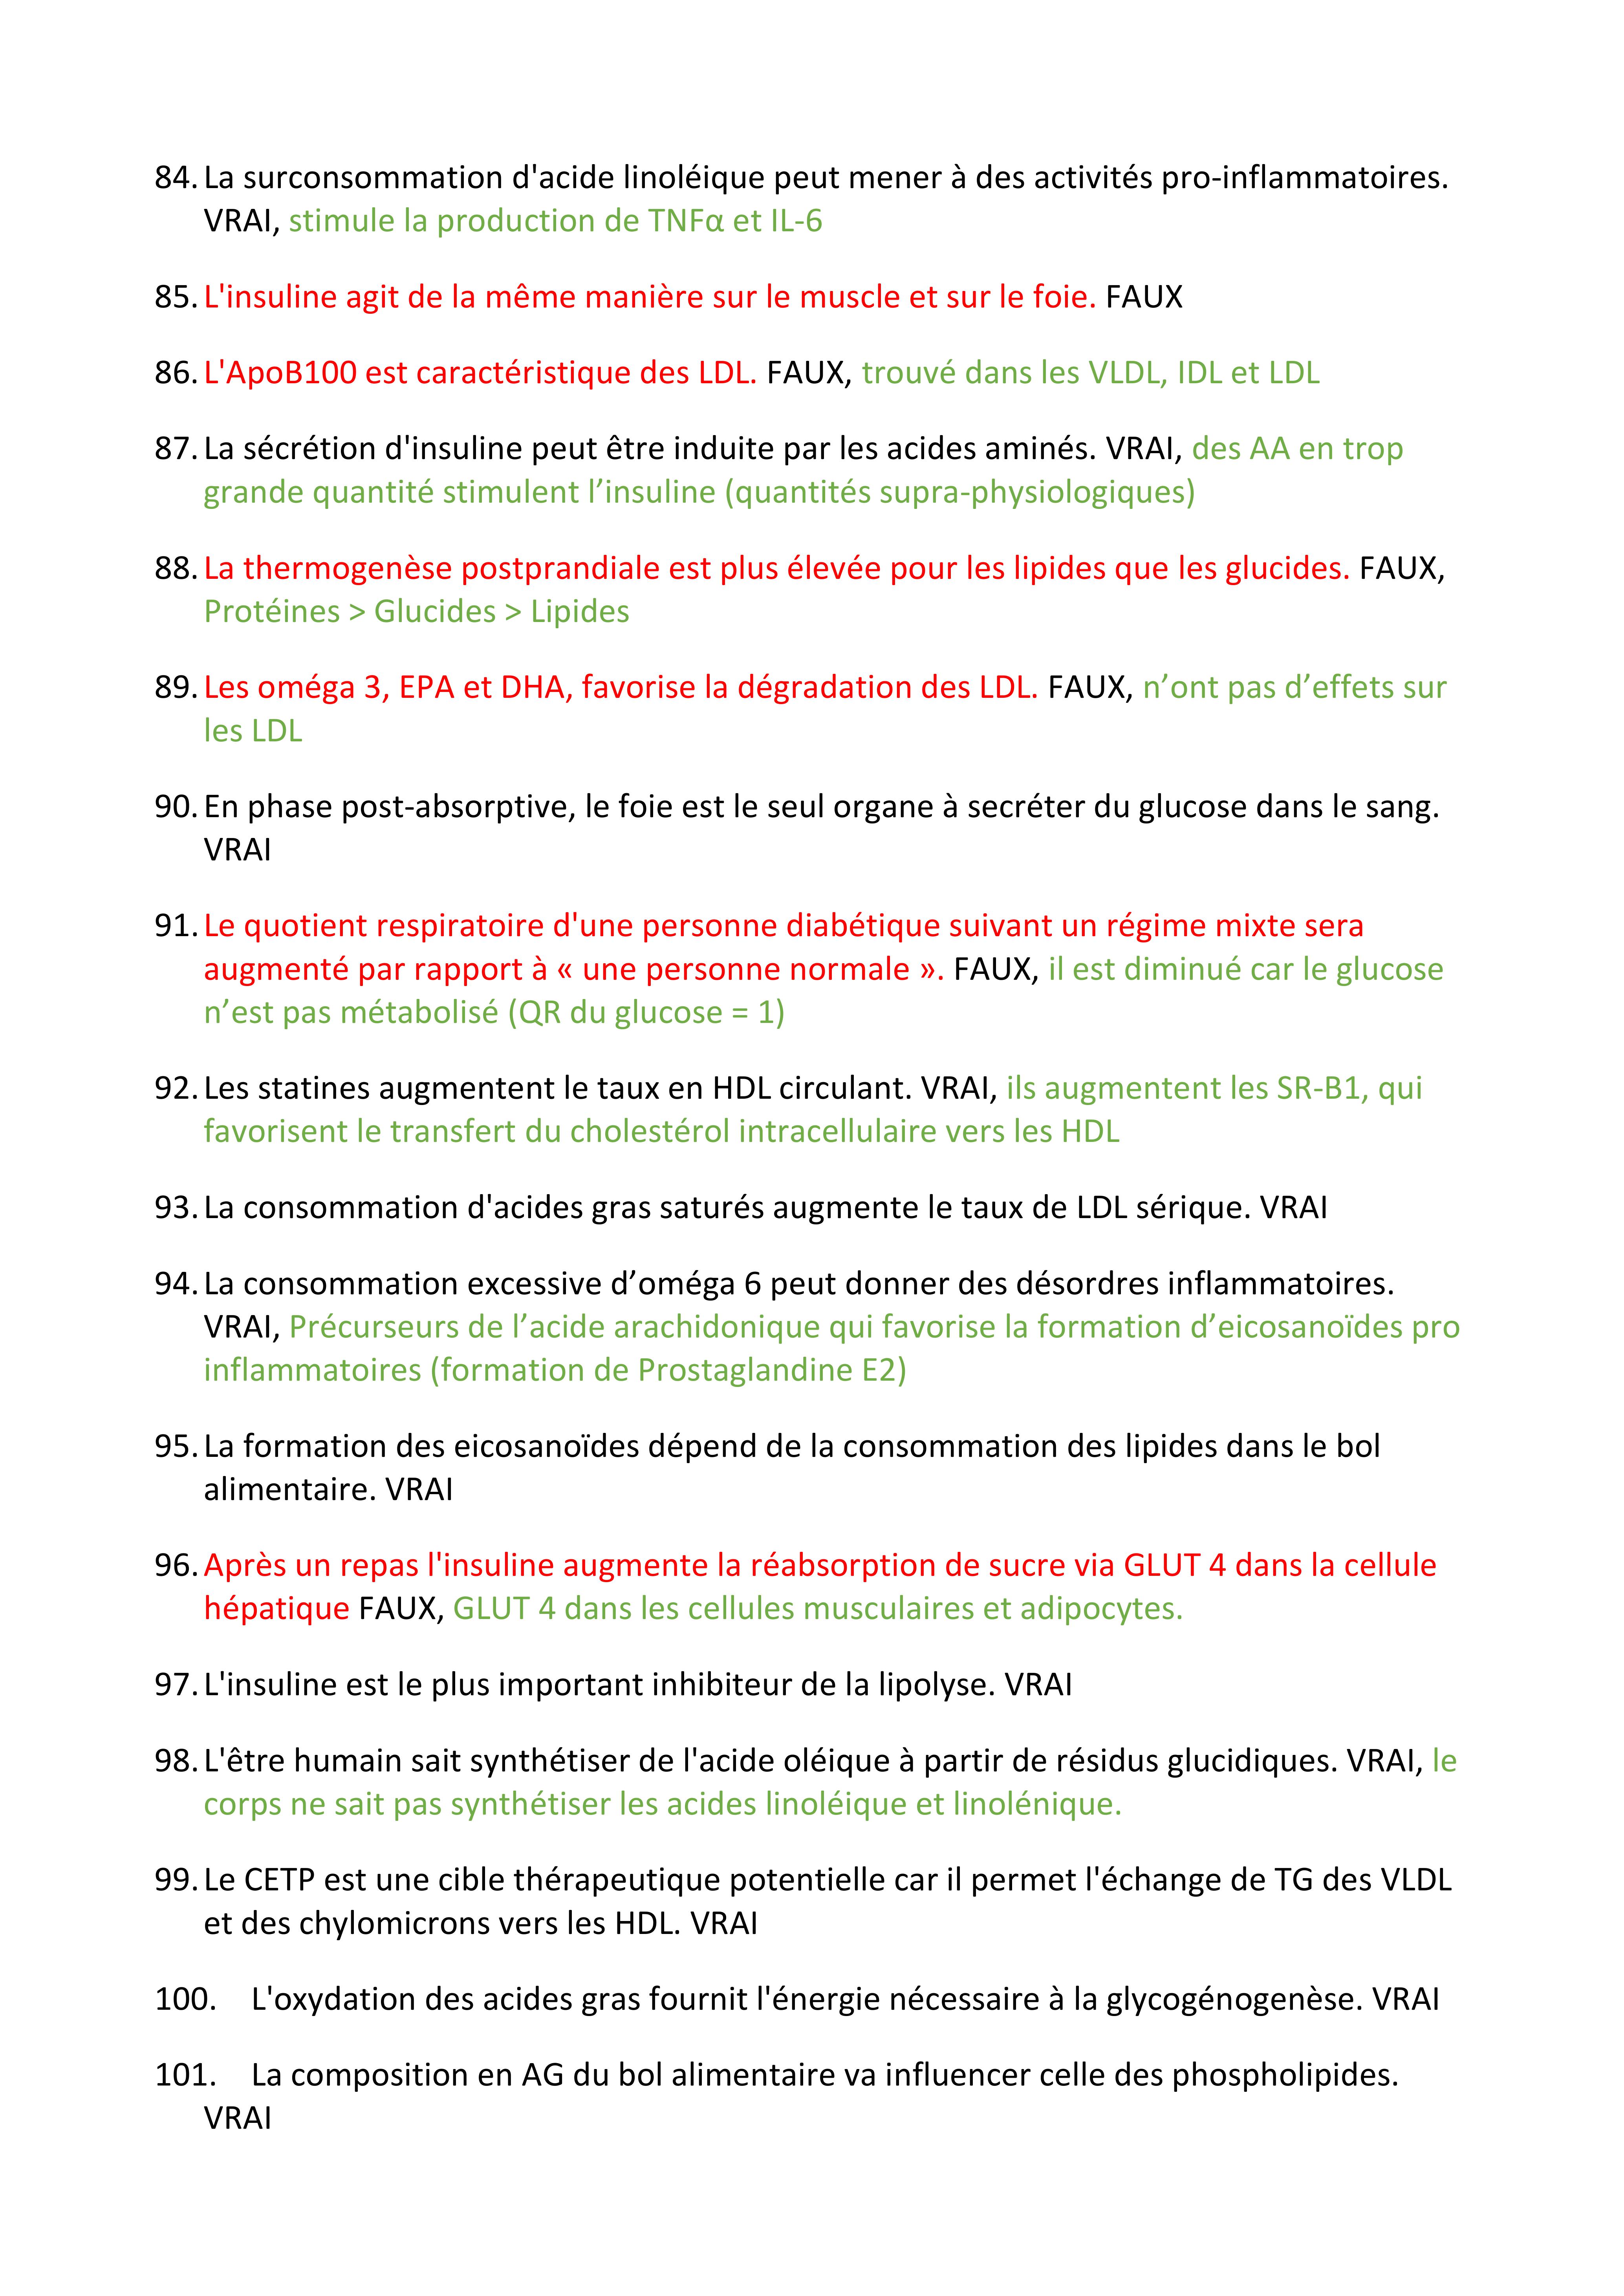 84. La surconsommation d'acide linoléique peut mener à des activités pro-inflammatoires.
VRAI, stimule la production de TNFα et IL-6
85. L'insuline agit de la même manière sur le muscle et sur le foie. FAUX
86. L'ApoB100 est caractéristique des LDL. FAUX, trouvé dans les VLDL, IDL et LDL
87. La sécrétion d'insuline peut être induite par les acides aminés. VRAI, des AA en trop
grande quantité stimulent l’insuline (quantités supra-physiologiques)
88. La thermogenèse postprandiale est plus élevée pour les lipides que les glucides. FAUX,
Protéines > Glucides > Lipides
89. Les oméga 3, EPA et DHA, favorise la dégradation des LDL. FAUX, n’ont pas d’effets sur
les LDL
90. En phase post-absorptive, le foie est le seul organe à secréter du glucose dans le sang.
VRAI
91. Le quotient respiratoire d'une personne diabétique suivant un régime mixte sera
augmenté par rapport à « une personne normale ». FAUX, il est diminué car le glucose
n’est pas métabolisé (QR du glucose = 1)
92. Les statines augmentent le taux en HDL circulant. VRAI, ils augmentent les SR-B1, qui
favorisent le transfert du cholestérol intracellulaire vers les HDL
93. La consommation d'acides gras saturés augmente le taux de LDL sérique. VRAI
94. La consommation excessive d’oméga 6 peut donner des désordres inflammatoires.
VRAI, Précurseurs de l’acide arachidonique qui favorise la formation d’eicosanoïdes pro
inflammatoires (formation de Prostaglandine E2)
95. La formation des eicosanoïdes dépend de la consommation des lipides dans le bol
alimentaire. VRAI
96. Après un repas l'insuline augmente la réabsorption de sucre via GLUT 4 dans la cellule
hépatique FAUX, GLUT 4 dans les cellules musculaires et adipocytes.
97. L'insuline est le plus important inhibiteur de la lipolyse. VRAI
98. L'être humain sait synthétiser de l'acide oléique à partir de résidus glucidiques. VRAI, le
corps ne sait pas synthétiser les acides linoléique et linolénique.
99. Le CETP est une cible thérapeutique potentielle car il permet l'échange de TG des VLDL
et des chylomicrons vers les HDL. VRAI
100. L'oxydation des acides gras fournit l'énergie nécessaire à la glycogénogenèse. VRAI
101. La composition en AG du bol alimentaire va influencer celle des phospholipides.
VRAI